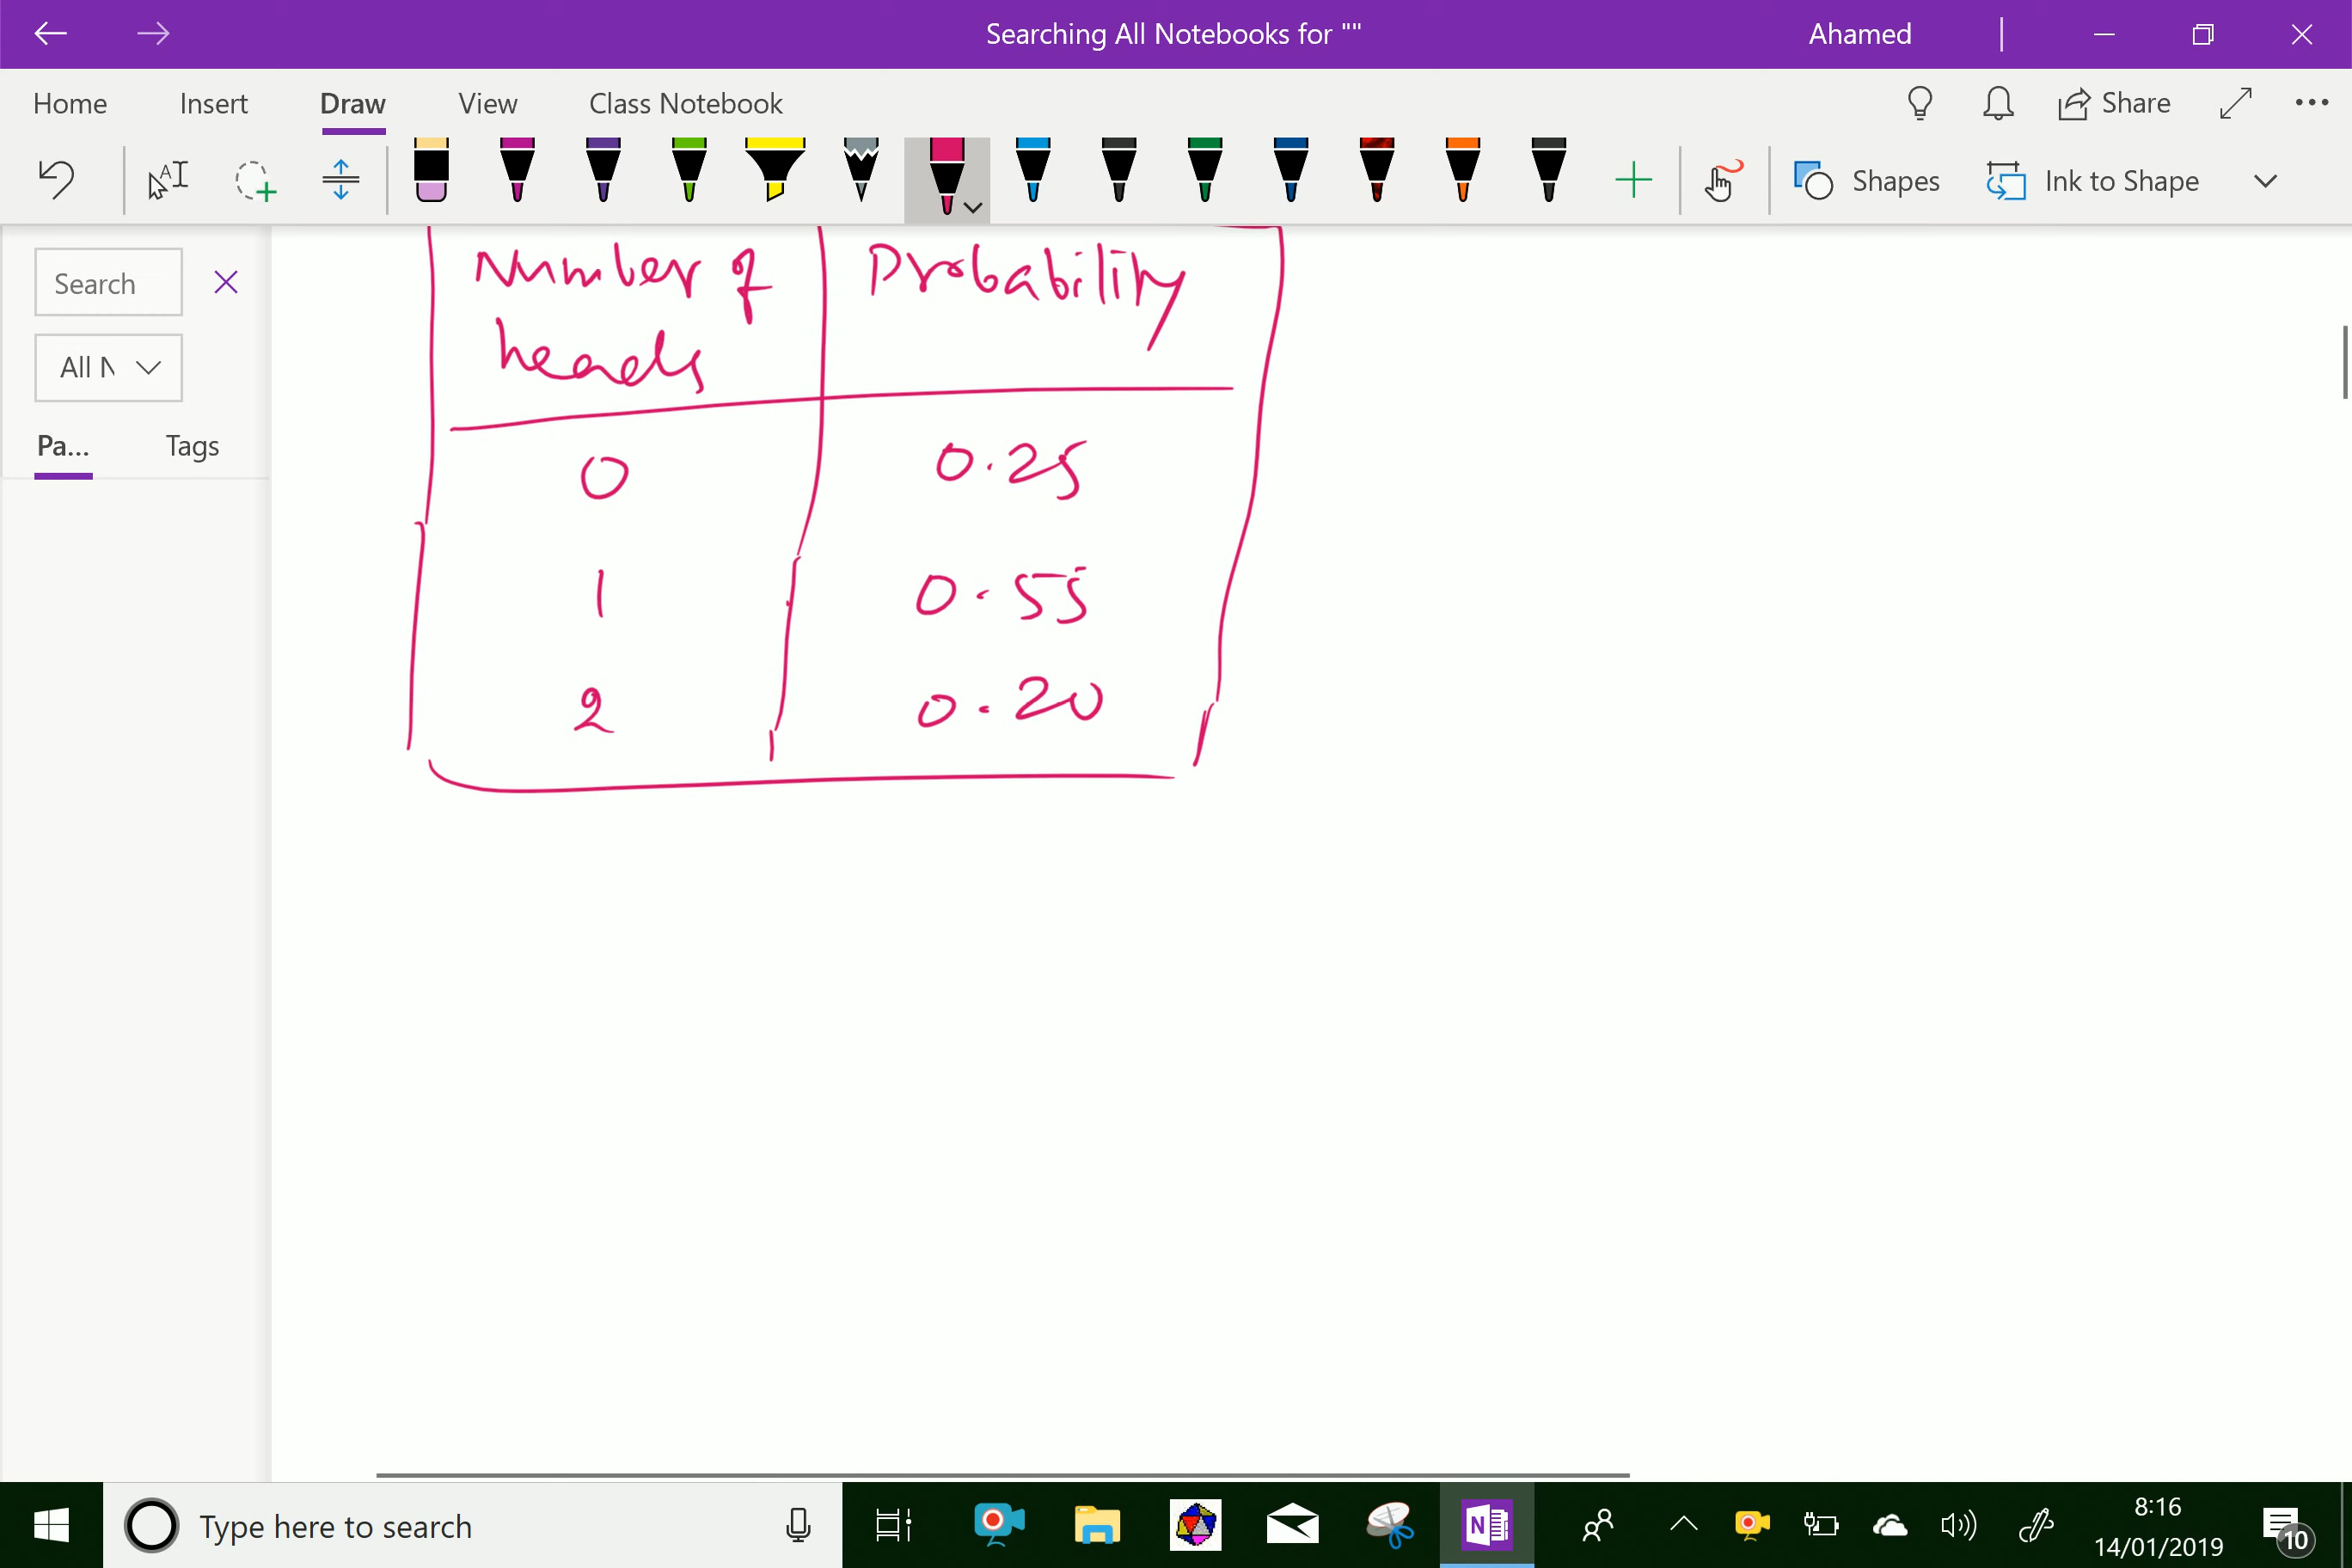 Searching All Notebooks for ""
Ahamed
Home Insert Draw View Class Notebook
Share
Shapes
Ink to Shape
Search
All N
Pa... Tags
Number of Probability
heads
0 0.25
1 0.55
2 0.20
Type here to search
N
8:16
14/01/2019
10